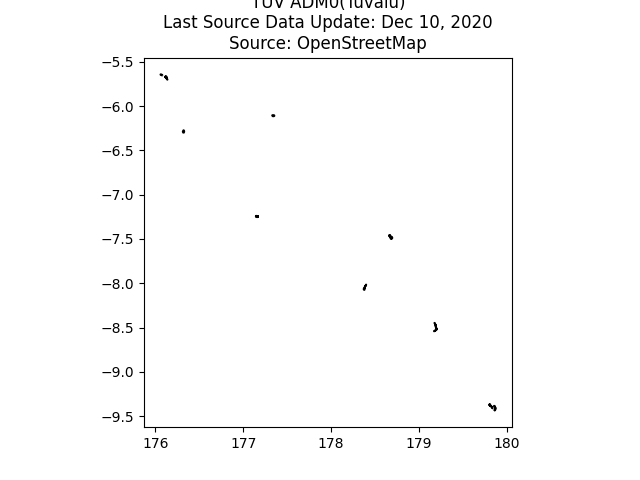 TUV ADM0(Tuvalu)
Last Source Data Update: Dec 10, 2020
Source: OpenStreetMap
−5.5
−6.0
−6.5
−7.0
−7.5
−8.0
−8.5
−9.0
−9.5
176 177 178 179 180